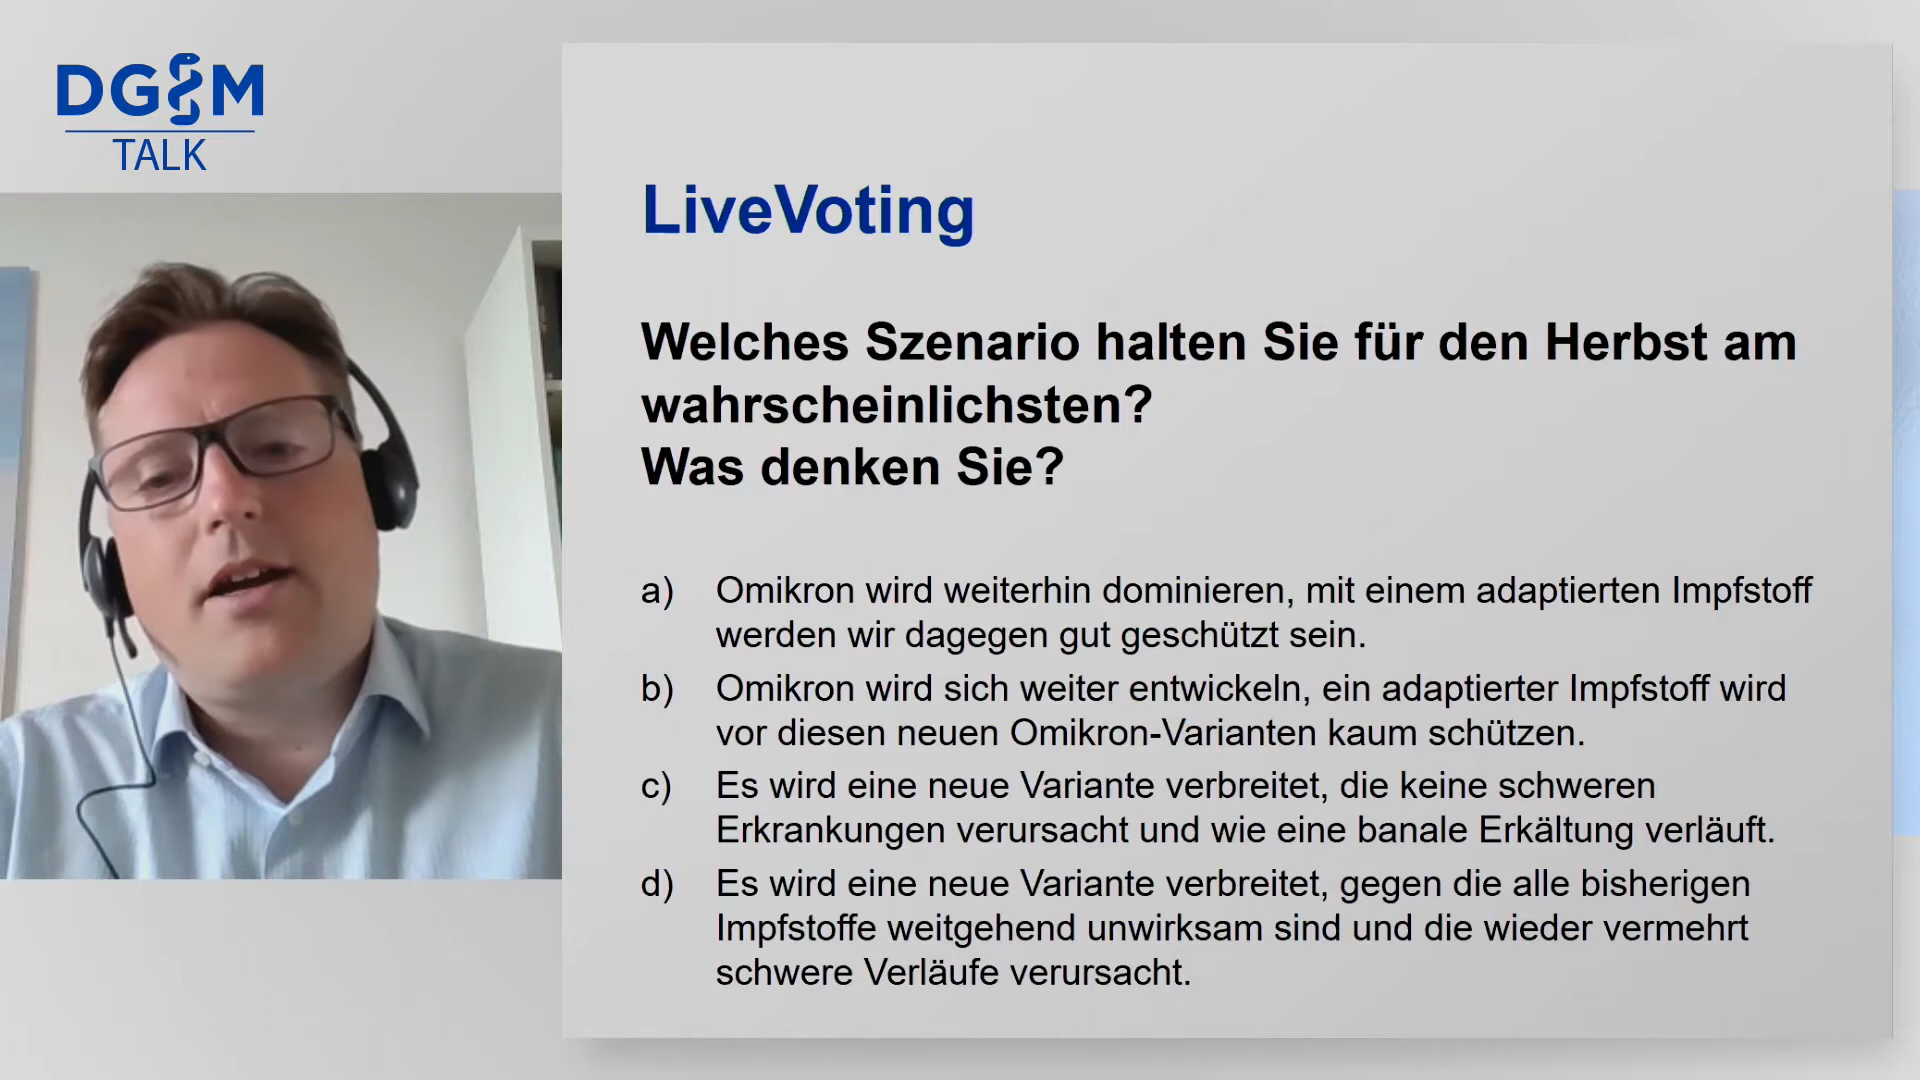 DGIM
TALK
LiveVoting
Welches Szenario halten Sie für den Herbst am
wahrscheinlichsten?
Was denken Sie?
a) Omikron wird weiterhin dominieren, mit einem adaptierten Impfstoff
werden wir dagegen gut geschützt sein.
b) Omikron wird sich weiter entwickeln, ein adaptierter Impfstoff wird
vor diesen neuen Omikron-Varianten kaum schützen.
c) Es wird eine neue Variante verbreitet, die keine schweren
Erkrankungen verursacht und wie eine banale Erkältung verläuft.
d) Es wird eine neue Variante verbreitet, gegen die alle bisherigen
Impfstoffe weitgehend unwirksam sind und die wieder vermehrt
schwere Verläufe verursacht.